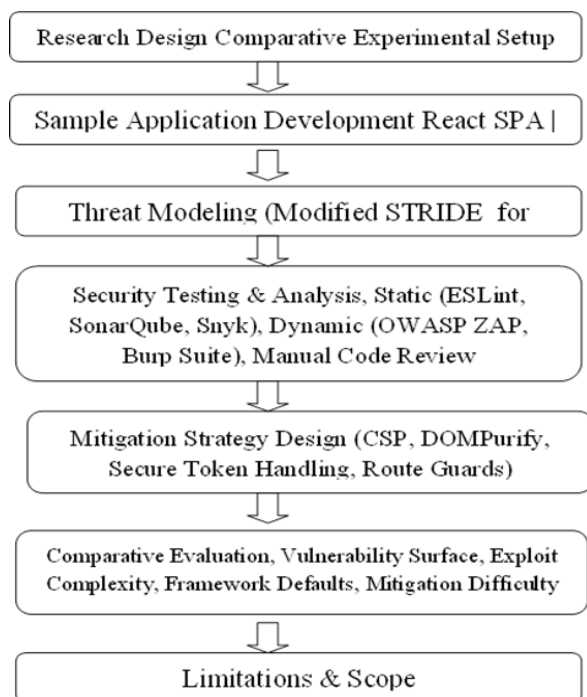 Research Design Comparative Experimental Setup
Sample Application Development React SPA |
Threat Modeling (Modified STRIDE for
Security Testing & Analysis, Static (ESLint,
SonarQube, Snyk), Dynamic (OWASP ZAP,
Burp Suite), Manual Code Review
Mitigation Strategy Design (CSP, DOMPurify,
Secure Token Handling, Route Guards)
Comparative Evaluation, Vulnerability Surface, Exploit
Complexity, Framework Defaults, Mitigation Difficulty
Limitations & Scope